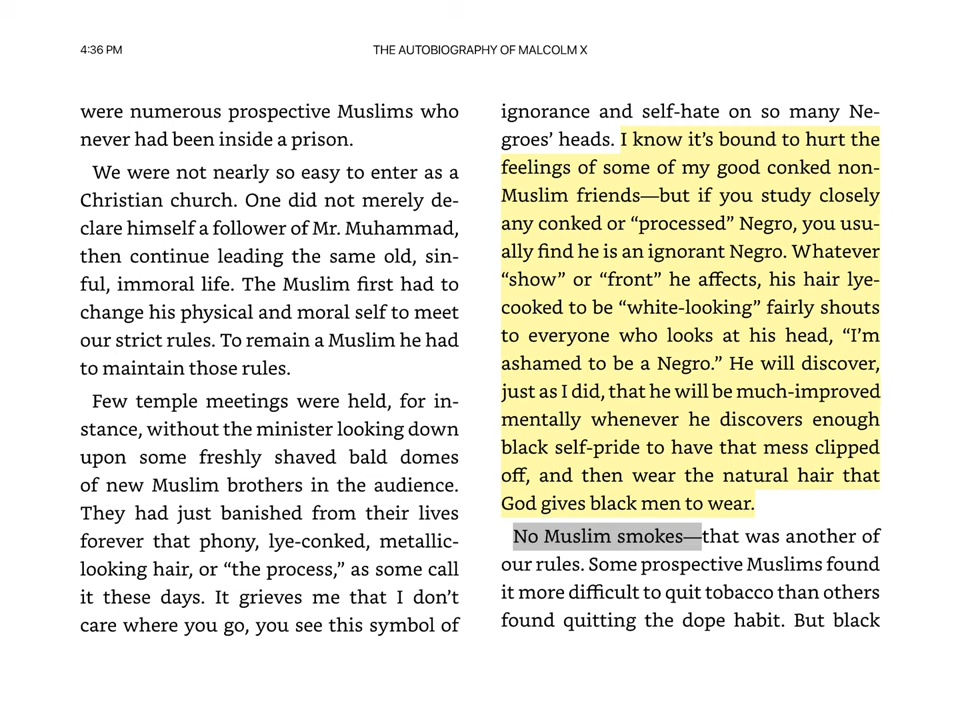 4:36 PM
THE AUTOBIOGRAPHY OF MALCOLM X
were numerous prospective Muslims who
never had been inside a prison.
We were not nearly so easy to enter as a
Christian church. One did not merely de-
clare himself a follower of Mr. Muhammad,
then continue leading the same old, sin-
ful, immoral life. The Muslim first had to
change his physical and moral self to meet
our strict rules. To remain a Muslim he had
to maintain those rules.
Few temple meetings were held, for in-
stance, without the minister looking down
upon some freshly shaved bald domes
of new Muslim brothers in the audience.
They had just banished from their lives
forever that phony, lye-conked, metallic-
looking hair, or “the process,” as some call
it these days. It grieves me that I don’t
care where you go, you see this symbol of
ignorance and self-hate on so many Ne-
groes’ heads. I know it’s bound to hurt the
feelings of some of my good conked non-
Muslim friends—but if you study closely
any conked or “processed” Negro, you usu-
ally find he is an ignorant Negro. Whatever
“show” or “front” he affects, his hair lye-
cooked to be “white-looking” fairly shouts
to everyone who looks at his head, “I’m
ashamed to be a Negro.” He will discover,
just as I did, that he will be much-improved
mentally whenever he discovers enough
black self-pride to have that mess clipped
off, and then wear the natural hair that
God gives black men to wear.
No Muslim smokes—that was another of
our rules. Some prospective Muslims found
it more difficult to quit tobacco than others
found quitting the dope habit. But black